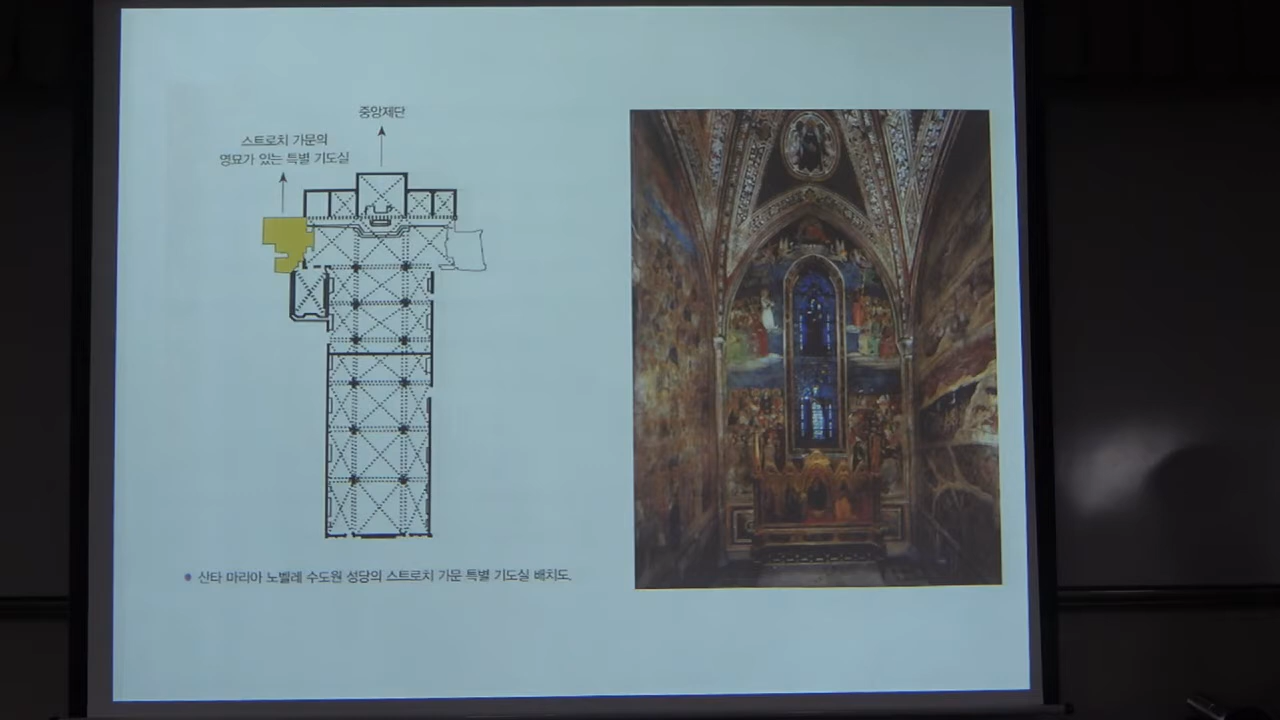 중앙제단
스트로치 가문의
영묘가 있는 특별 기도실
산타 마리아 노벨레 수도원 성당의 스트로치 가문 특별 기도실 배치도.